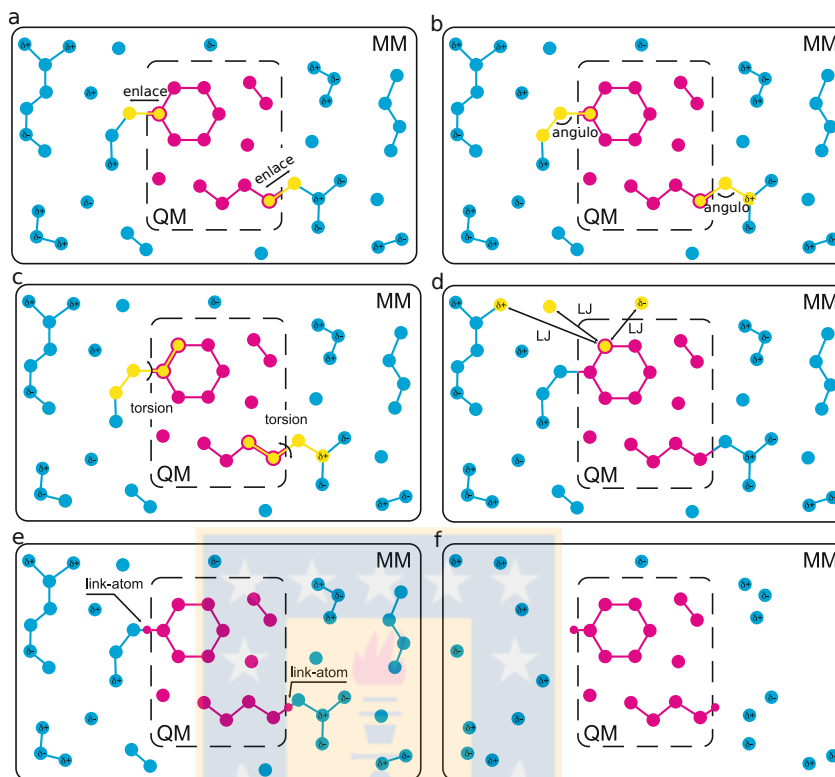 a
MM
δ+ δ+ δ-
δ+
δ+ δ-
enlace
δ+
δ-
δ+
enlace
δ-
δ- δ+
δ+
QM
δ-
δ- δ+
δ+ δ-
b
MM
δ+ δ+ δ-
δ+
δ+ δ-
δ+
δ-
angulo
δ+
δ-
δ- δ+
angulo
δ+
QM
δ-
δ- δ+
δ+ δ-
c
MM
δ+ δ+ δ-
δ+
δ+ δ-
δ+
δ-
torsion
torsion
δ+
δ-
δ- δ+
δ+
QM
δ-
δ- δ+
δ+ δ-
d
MM
δ+ δ+ δ-
LJ
LJ LJ
δ+
δ+ δ-
δ+
δ-
δ+
δ-
δ- δ+
δ+
QM
δ-
δ- δ+
δ+ δ-
e
MM
δ+ δ+ δ-
link-atom
δ+
δ+ δ-
δ+
δ-
δ+
link-atom
δ-
δ- δ+
δ+
QM
δ-
δ- δ+
δ+ δ-
f
MM
δ+ δ+ δ-
δ+
δ+ δ-
δ+
δ-
δ+
δ-
δ- δ+
δ+
QM
δ-
δ- δ+
δ+ δ-